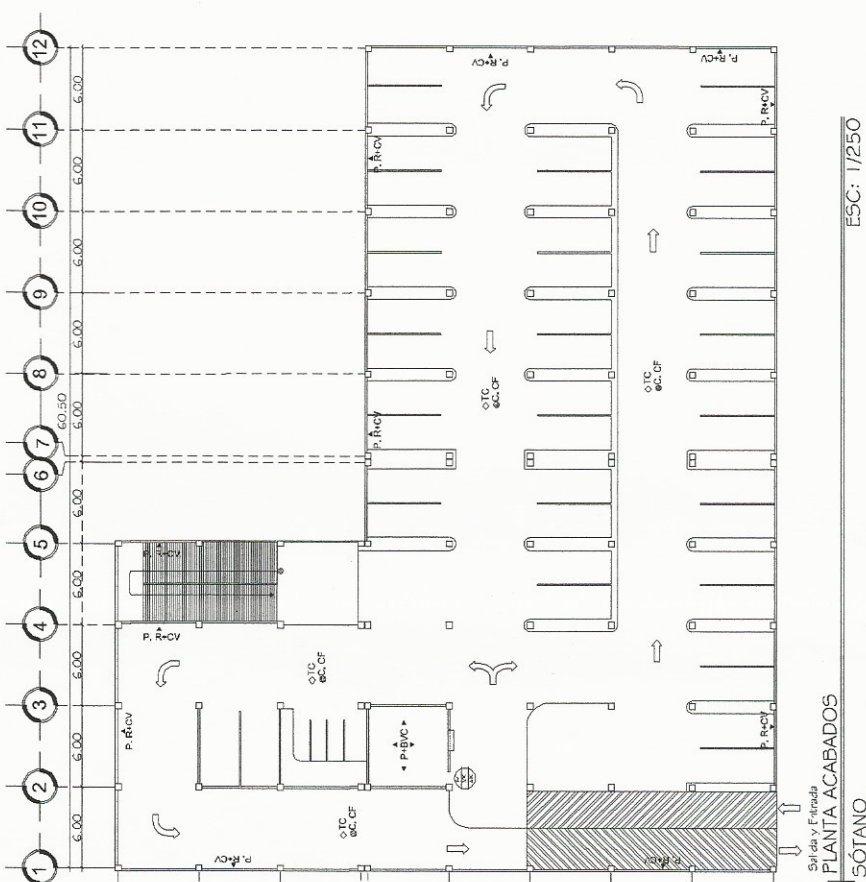 1 2 3 4 5 6 7 8 9 10 11 12
6.00 6.00 6.00 6.00 6.00 6.00 6.00 6.00 6.00 6.00
60.50
P, R+CV
P, R+CV
P, R+CV
P, R+CV
P, R+CV
P, R+CV
P, R+CV
P, R+CV
P, R+CV
P, R+CV
P, R+CV
P, R+CV
TC
C, CF
TC
C, CF
TC
C, CF
TC
C, CF
P+BVC
Salida y Entrada
PLANTA ACABADOS
SÓTANO
ESC: 1/250